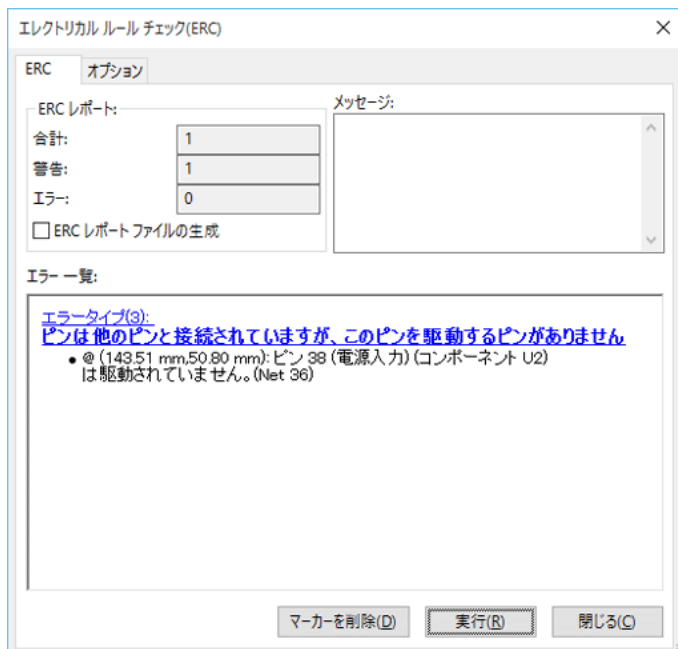 エレクトリカル ルール チェック(ERC)
ERC
オプション
ERC レポート:
メッセージ:
合計:
1
警告:
1
エラー:
0
ERC レポート ファイルの生成
エラー 一覧:
エラータイプ(3):
ピンは他のピンと接続されていますが、このピンを駆動するピンがありません
• @ (143.51 mm,50.80 mm): ピン 38 (電源入力) (コンポーネント U2)
は駆動されていません。(Net 36)
マーカーを削除(D)
実行(R)
閉じる(C)